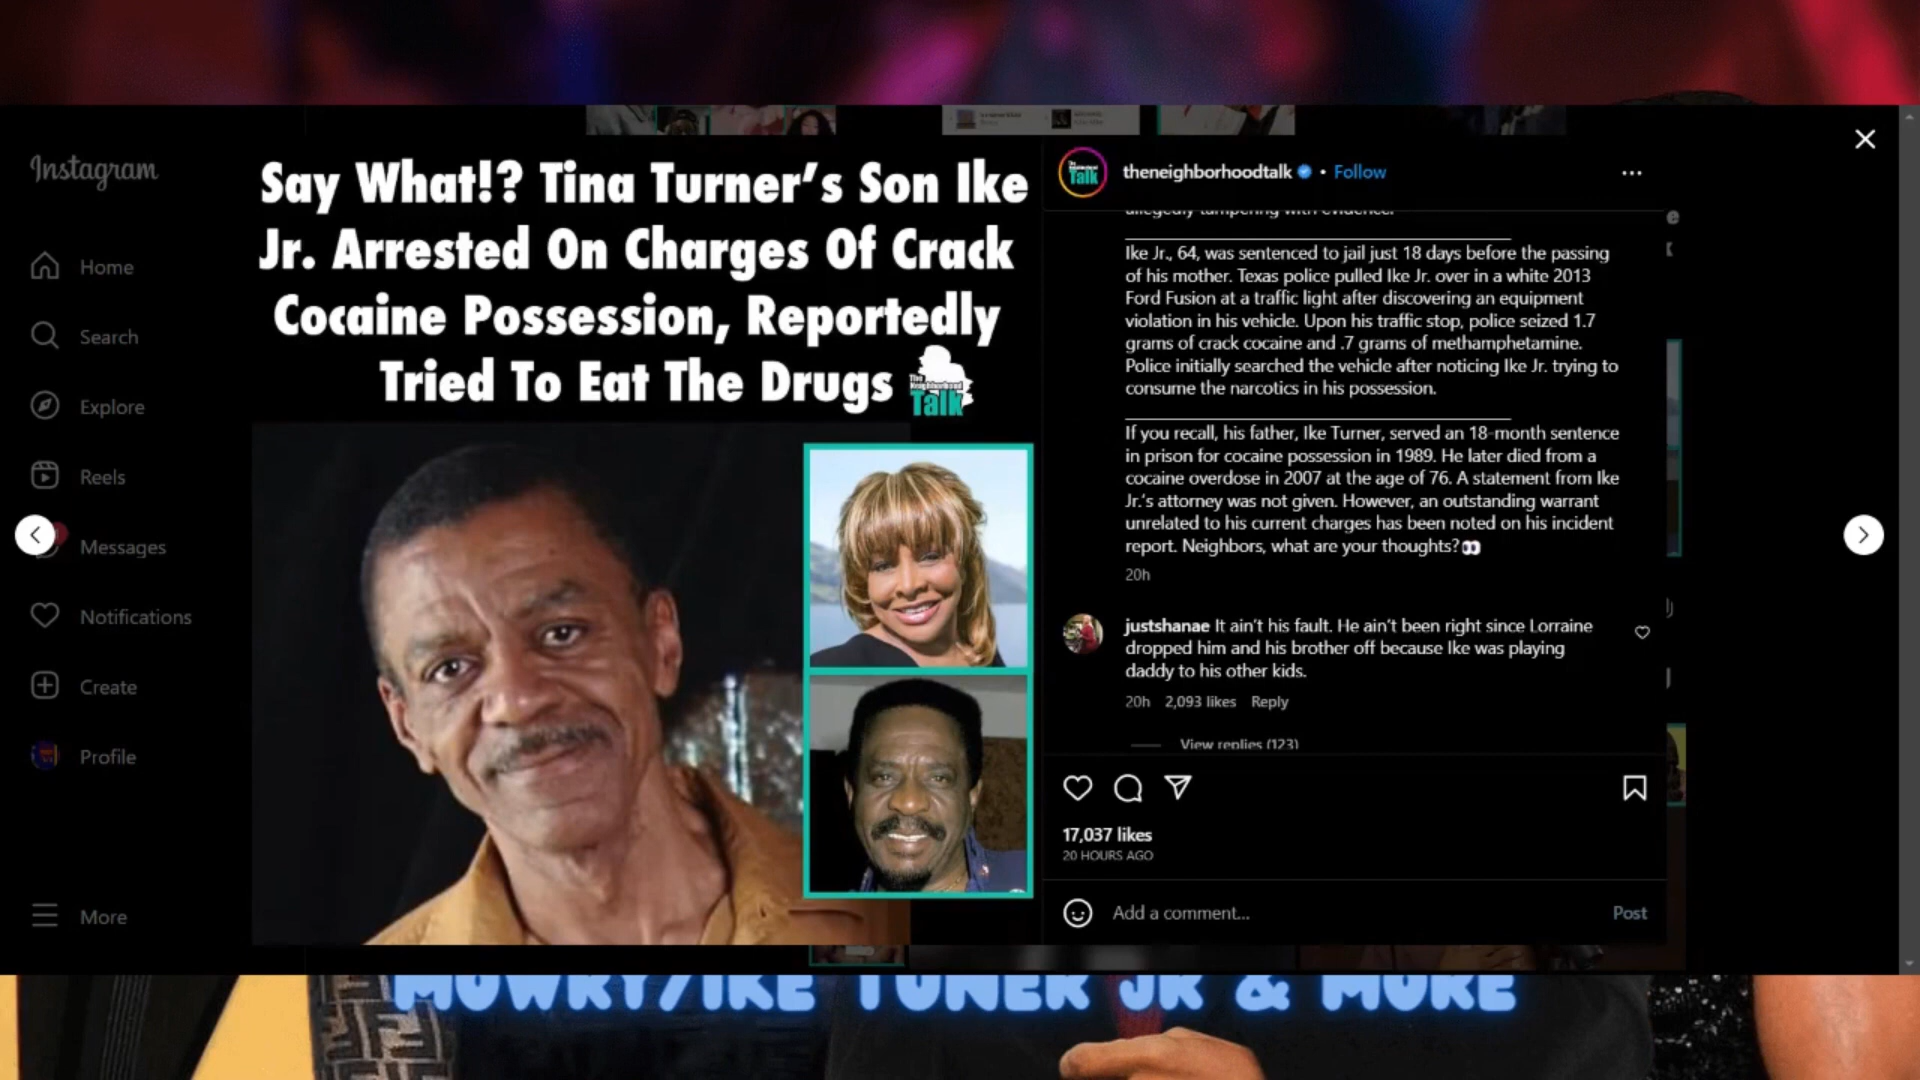 Instagram
Home
Search
Explore
Reels
Messages
Notifications
Create
Profile
More
Say What!? Tina Turner's Son Ike
Jr. Arrested On Charges Of Crack
Cocaine Possession, Reportedly
Tried To Eat The Drugs
The
Neighborhood
Talk
theneighborhoodtalk • Follow
allegedly tampering with evidence.
Ike Jr., 64, was sentenced to jail just 18 days before the passing
of his mother. Texas police pulled Ike Jr. over in a white 2013
Ford Fusion at a traffic light after discovering an equipment
violation in his vehicle. Upon his traffic stop, police seized 1.7
grams of crack cocaine and .7 grams of methamphetamine.
Police initially searched the vehicle after noticing Ike Jr. trying to
consume the narcotics in his possession.
If you recall, his father, Ike Turner, served an 18-month sentence
in prison for cocaine possession in 1989. He later died from a
cocaine overdose in 2007 at the age of 76. A statement from Ike
Jr.'s attorney was not given. However, an outstanding warrant
unrelated to his current charges has been noted on his incident
report. Neighbors, what are your thoughts?👀
20h
justshanae It ain't his fault. He ain't been right since Lorraine
dropped him and his brother off because Ike was playing
daddy to his other kids.
20h 2,093 likes Reply
View replies (123)
17,037 likes
20 HOURS AGO
Add a comment... Post
MOWRY/IKE TUNER JR & MORE